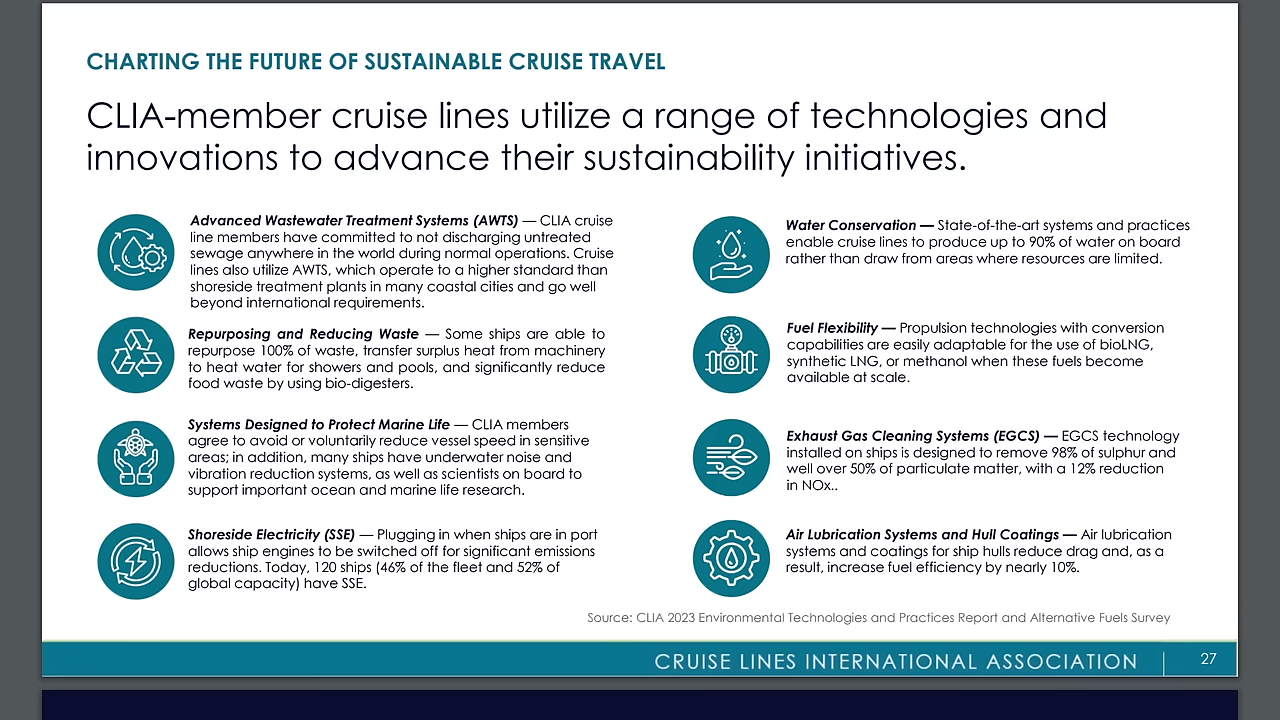 CHARTING THE FUTURE OF SUSTAINABLE CRUISE TRAVEL
CLIA-member cruise lines utilize a range of technologies and
innovations to advance their sustainability initiatives.
Advanced Wastewater Treatment Systems (AWTS) — CLIA cruise
line members have committed to not discharging untreated
sewage anywhere in the world during normal operations. Cruise
lines also utilize AWTS, which operate to a higher standard than
shoreside treatment plants in many coastal cities and go well
beyond international requirements.
Repurposing and Reducing Waste — Some ships are able to
repurpose 100% of waste, transfer surplus heat from machinery
to heat water for showers and pools, and significantly reduce
food waste by using bio-digesters.
Systems Designed to Protect Marine Life — CLIA members
agree to avoid or voluntarily reduce vessel speed in sensitive
areas; in addition, many ships have underwater noise and
vibration reduction systems, as well as scientists on board to
support important ocean and marine life research.
Shoreside Electricity (SSE) — Plugging in when ships are in port
allows ship engines to be switched off for significant emissions
reductions. Today, 120 ships (46% of the fleet and 52% of
global capacity) have SSE.
Water Conservation — State-of-the-art systems and practices
enable cruise lines to produce up to 90% of water on board
rather than draw from areas where resources are limited.
Fuel Flexibility — Propulsion technologies with conversion
capabilities are easily adaptable for the use of bioLNG,
synthetic LNG, or methanol when these fuels become
available at scale.
Exhaust Gas Cleaning Systems (EGCS) — EGCS technology
installed on ships is designed to remove 98% of sulphur and
well over 50% of particulate matter, with a 12% reduction
in NOx..
Air Lubrication Systems and Hull Coatings — Air lubrication
systems and coatings for ship hulls reduce drag and, as a
result, increase fuel efficiency by nearly 10%.
Source: CLIA 2023 Environmental Technologies and Practices Report and Alternative Fuels Survey
CRUISE LINES INTERNATIONAL ASSOCIATION | 27